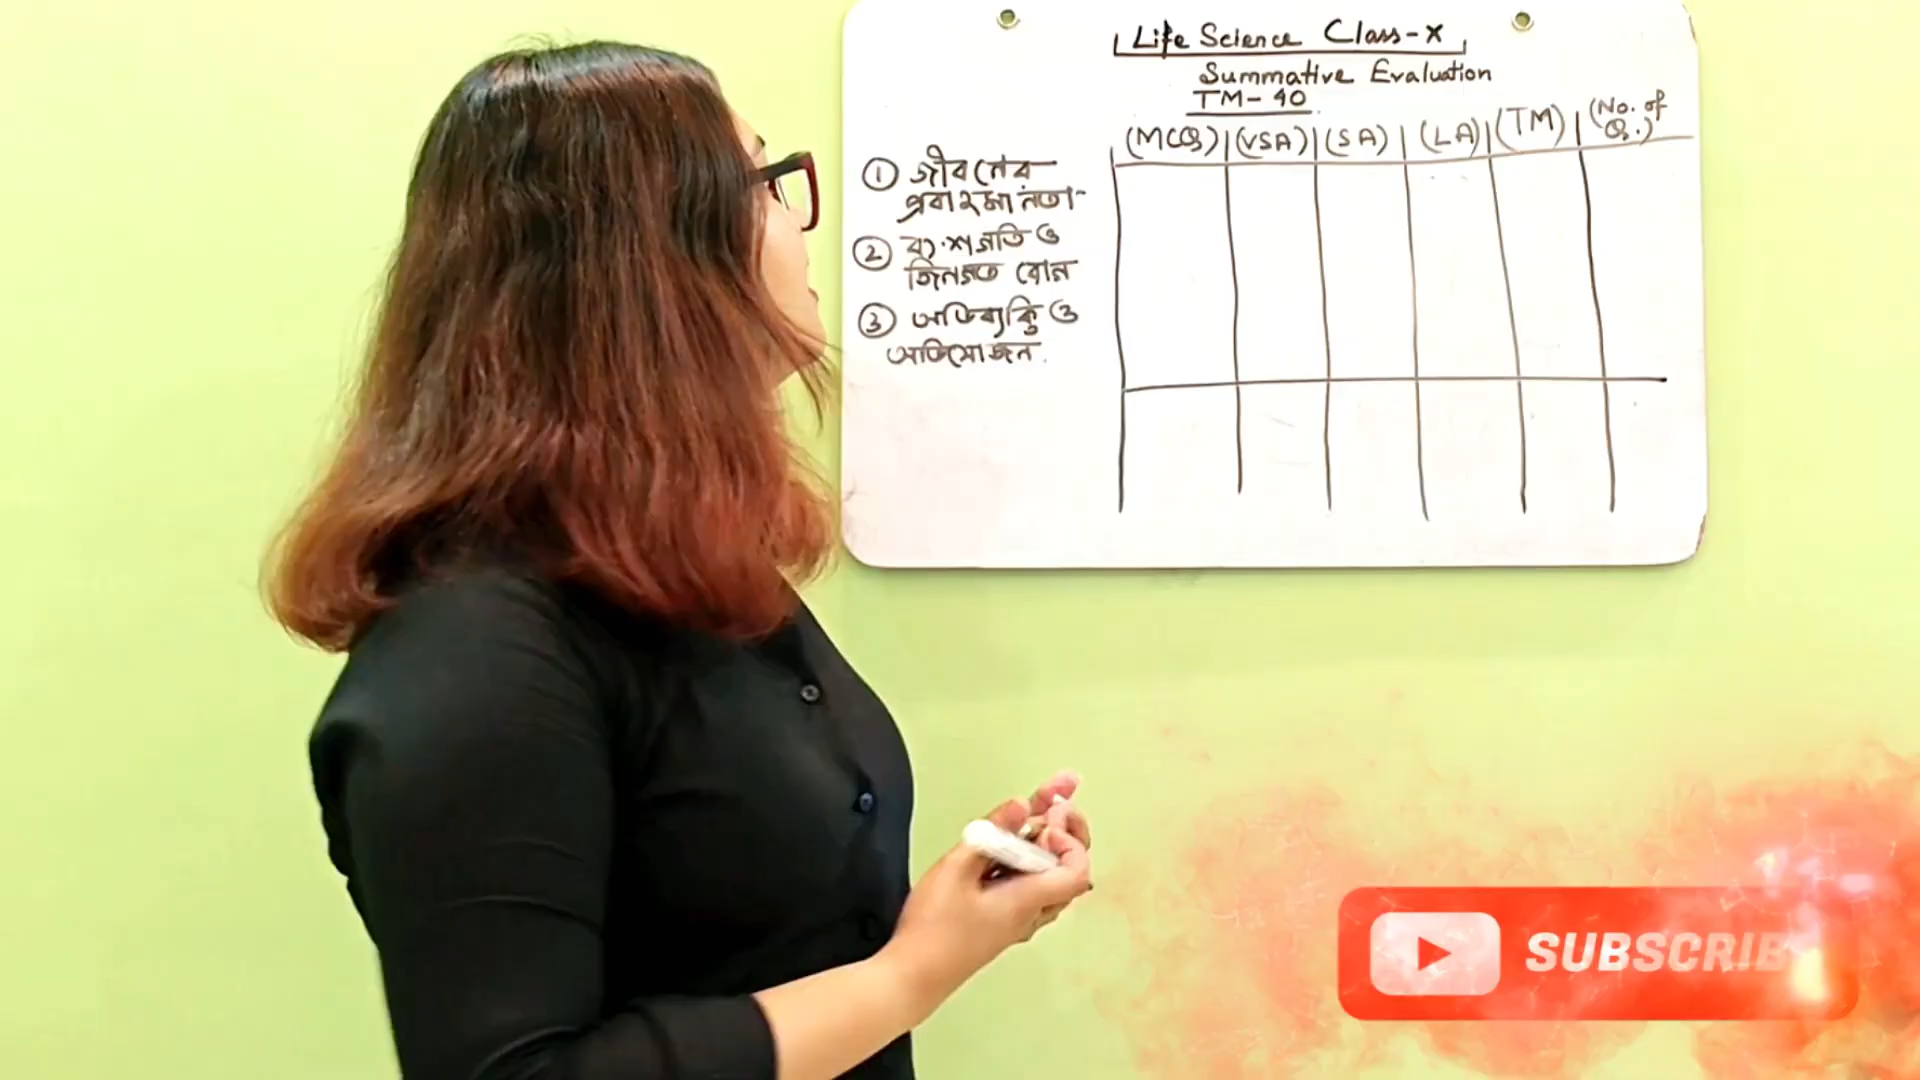 Life Science Class-X
Summative Evaluation
TM-40
(MCQ) (VSA) (SA) (LA) (TM) (No. of
Q.)
① জীবনের
প্রবাহমানতা
② বংশগতি ও
জিনগত রোগ
③ অভিব্যক্তি ও
অভিযোজন.
SUBSCRIB